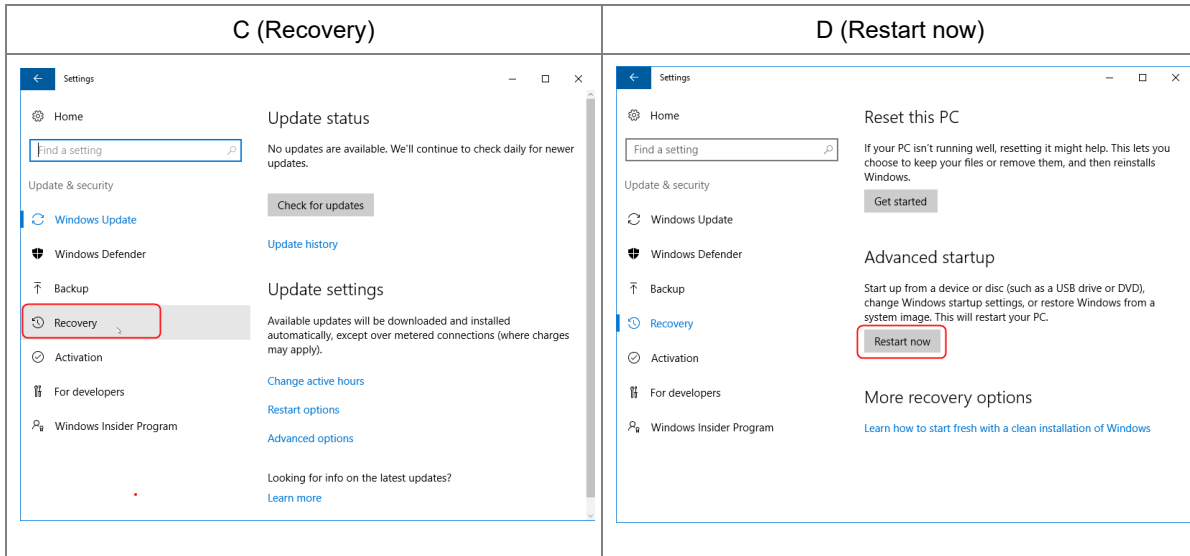 C (Recovery)
D (Restart now)
Settings
Home
Find a setting
Update & security
Windows Update
Windows Defender
Backup
Recovery
Activation
For developers
Windows Insider Program
Update status
No updates are available. We'll continue to check daily for newer
updates.
Check for updates
Update history
Update settings
Available updates will be downloaded and installed
automatically, except over metered connections (where charges
may apply).
Change active hours
Restart options
Advanced options
Looking for info on the latest updates?
Learn more
Settings
Home
Find a setting
Update & security
Windows Update
Windows Defender
Backup
Recovery
Activation
For developers
Windows Insider Program
Reset this PC
If your PC isn't running well, resetting it might help. This lets you
choose to keep your files or remove them, and then reinstalls
Windows.
Get started
Advanced startup
Start up from a device or disc (such as a USB drive or DVD),
change Windows startup settings, or restore Windows from a
system image. This will restart your PC.
Restart now
More recovery options
Learn how to start fresh with a clean installation of Windows